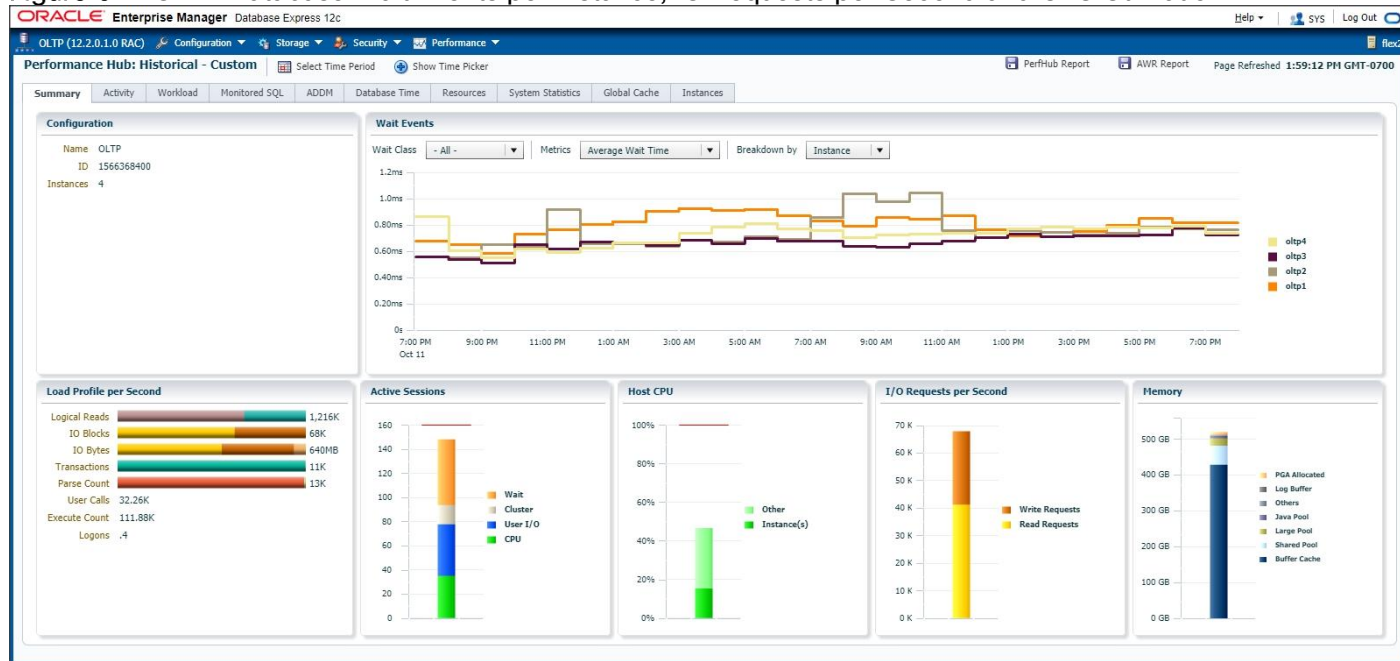 ORACLE Enterprise Manager Database Express 12c
Help SYS Log Out
OLTP (12.2.0.1.0 RAC) Configuration Storage Security Performance flex2
Performance Hub: Historical - Custom Select Time Period Show Time Picker PerfHub Report AWR Report Page Refreshed 1:59:12 PM GMT-0700
Summary Activity Workload Monitored SQL ADDM Database Time Resources System Statistics Global Cache Instances
Configuration
Name OLTP
ID 1566368400
Instances 4
Wait Events
Wait Class - All - Metrics Average Wait Time Breakdown by Instance
1.2ms
1.0ms
0.80ms
0.60ms
0.40ms
0.20ms
0s
7:00 PM 9:00 PM 11:00 PM 1:00 AM 3:00 AM 5:00 AM 7:00 AM 9:00 AM 11:00 AM 1:00 PM 3:00 PM 5:00 PM 7:00 PM
Oct 11
oltp4
oltp3
oltp2
oltp1
Load Profile per Second
Logical Reads 1,216K
IO Blocks 68K
IO Bytes 640MB
Transactions 11K
Parse Count 13K
User Calls 32.26K
Execute Count 111.88K
Logons .4
Active Sessions
160
140
120
100
80
60
40
20
0
Wait
Cluster
User I/O
CPU
Host CPU
100%
80%
60%
40%
20%
0%
Other
Instance(s)
I/O Requests per Second
70 K
60 K
50 K
40 K
30 K
20 K
10 K
0 K
Write Requests
Read Requests
Memory
500 GB
400 GB
300 GB
200 GB
100 GB
0 GB
PGA Allocated
Log Buffer
Others
Java Pool
Large Pool
Shared Pool
Buffer Cache